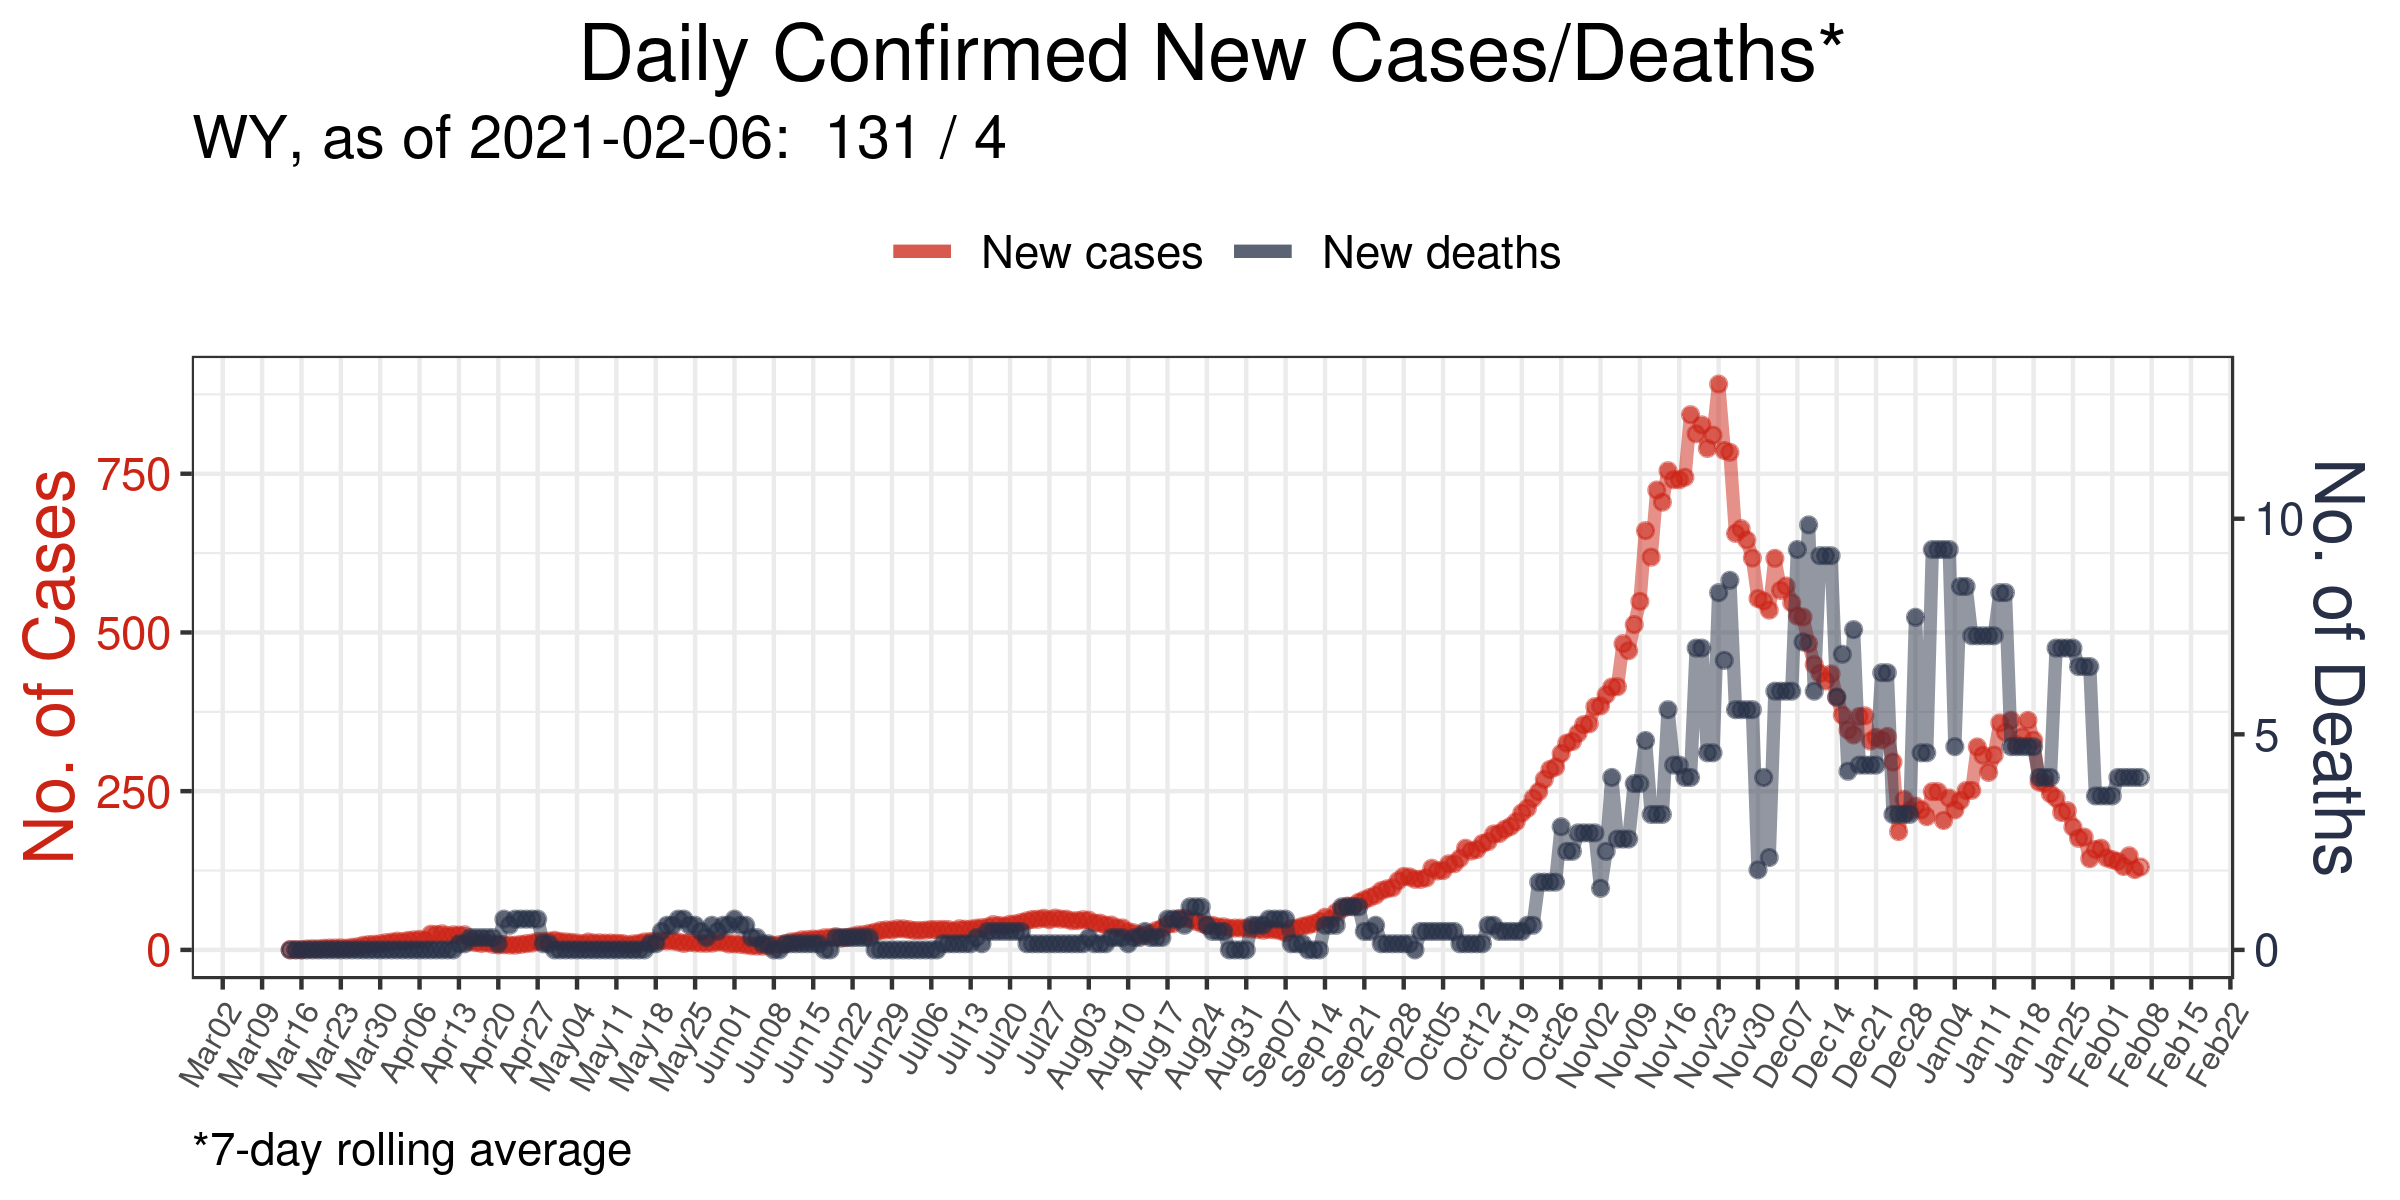 Daily Confirmed New Cases/Deaths*
WY, as of 2021-02-06:  131 / 4
New cases
New deaths
No. of Cases
750
500
250
0
10
5
0
No. of Deaths
Mar02
Mar09
Mar16
Mar23
Mar30
Apr06
Apr13
Apr20
Apr27
May04
May11
May18
May25
Jun01
Jun08
Jun15
Jun22
Jun29
Jul06
Jul13
Jul20
Jul27
Aug03
Aug10
Aug17
Aug24
Aug31
Sep07
Sep14
Sep21
Sep28
Oct05
Oct12
Oct19
Oct26
Nov02
Nov09
Nov16
Nov23
Nov30
Dec07
Dec14
Dec21
Dec28
Jan04
Jan11
Jan18
Jan25
Feb01
Feb08
Feb15
Feb22
*7-day rolling average